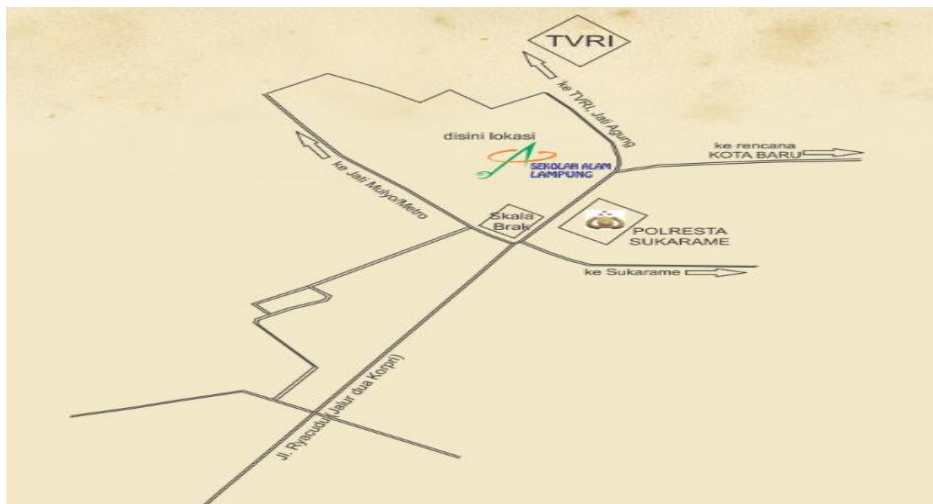 TVRI
ke TVRI, Jati Agung
disini lokasi
SEKOLAH ALAM
LAMPUNG
ke rencana
KOTA BARU
ke Jati Mulyo/Metro
Skala
Brak
POLRESTA
SUKARAME
ke Sukarame
Jl. Ryacudu (Jalur dua Korpri)